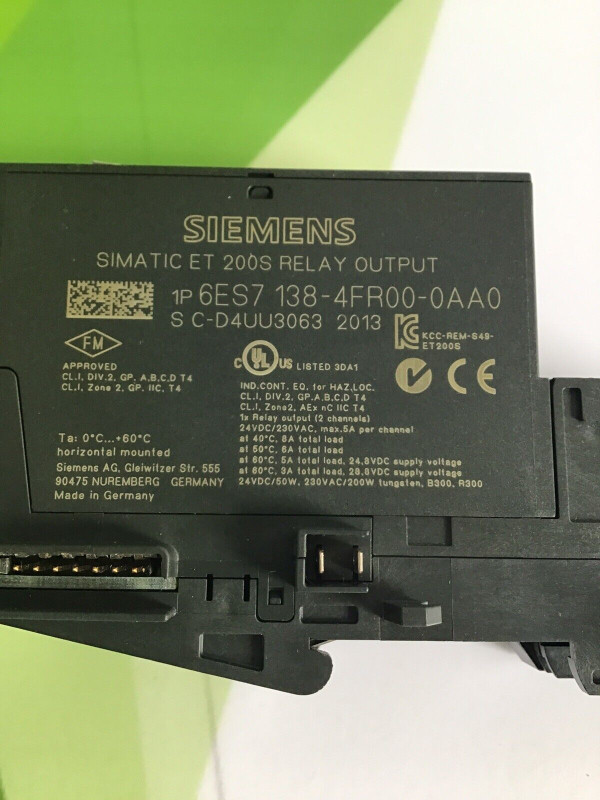 SIEMENS
SIMATIC ET 200S RELAY OUTPUT
1P 6ES7 138-4FR00-0AA0
S C-D4UU3063 2013
KCC-REM-S49-
ET200S
FM
APPROVED
CL.I, DIV.2, GP. A,B,C,D T4
CL.I, Zone 2, GP. IIC, T4
C UL US LISTED 3DA1
CE
IND.CONT. EQ. for HAZ,LOC.
CL.I, DIV.2, GP.A,B,C,D T4
CL.I, Zone2, AEx nC IIC T4
1x Relay output (2 channels)
24VDC/230VAC, max.5A per channel
at 40°C, 8A total load
at 50°C, 6A total load
at 60°C, 5A total load, 24,8VDC supply voltage
at 60°C, 3A total load, 28,8VDC supply voltage
24VDC/50W, 230VAC/200W tungsten, B300, R300
Ta: 0°C...+60°C
horizontal mounted
Siemens AG, Gleiwitzer Str. 555
90475 NUREMBERG GERMANY
Made in Germany